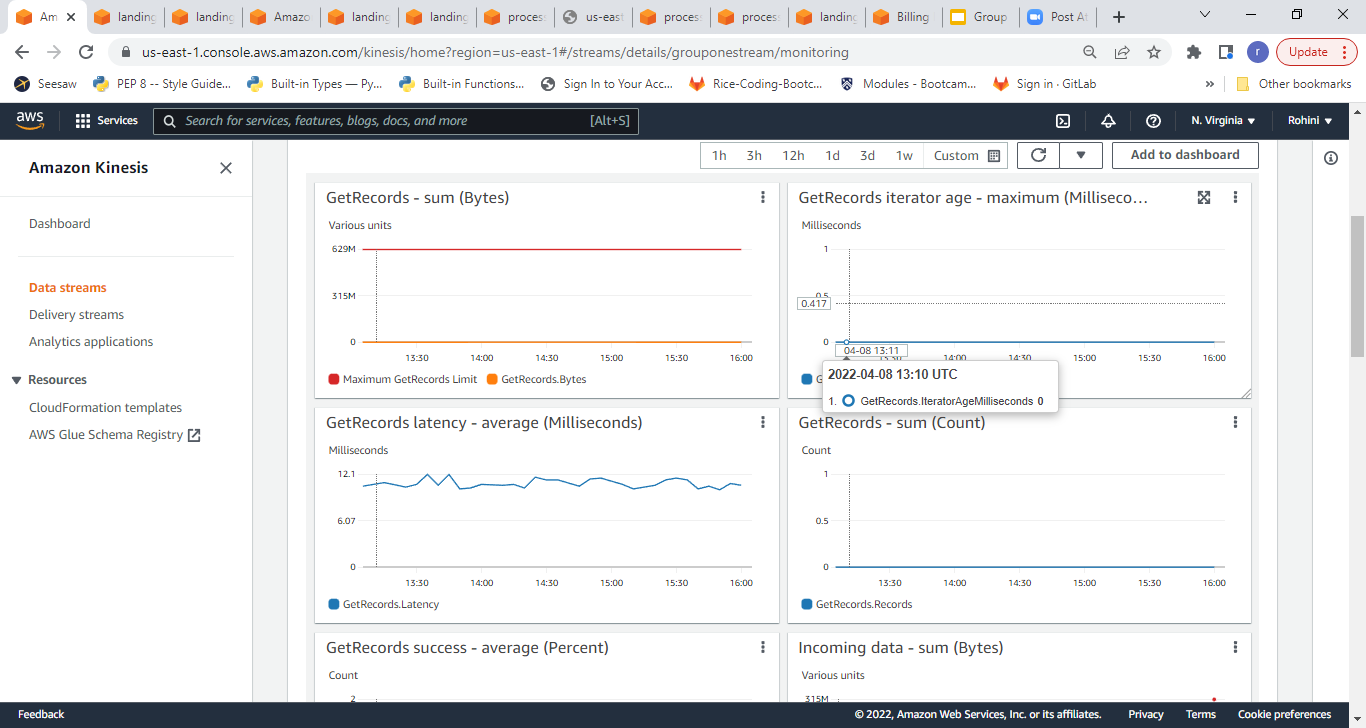 Am
landing
landing
Amazo
landing
landing
proces
us-east
proces
proces
landing
Billing
Group
Post At
us-east-1.console.aws.amazon.com/kinesis/home?region=us-east-1#/streams/details/grouponestream/monitoring
r
Update
Seesaw
PEP 8 -- Style Guide...
Built-in Types — Py...
Built-in Functions...
Sign In to Your Acc...
Rice-Coding-Bootc...
Modules - Bootcam...
Sign in · GitLab
»
Other bookmarks
aws
Services
Search for services, features, blogs, docs, and more
[Alt+S]
N. Virginia
Rohini
Amazon Kinesis
Dashboard
Data streams
Delivery streams
Analytics applications
Resources
CloudFormation templates
AWS Glue Schema Registry
1h 3h 12h 1d 3d 1w Custom
Add to dashboard
GetRecords - sum (Bytes)
Various units
629M
315M
0
13:30 14:00 14:30 15:00 15:30 16:00
Maximum GetRecords Limit GetRecords.Bytes
GetRecords iterator age - maximum (Milliseco…
Milliseconds
1
0.5
0.417
0
04-08 13:11
13:30 14:00 14:30 15:00 15:30 16:00
G
2022-04-08 13:10 UTC
1. GetRecords.IteratorAgeMilliseconds 0
GetRecords latency - average (Milliseconds)
Milliseconds
12.1
6.07
0
13:30 14:00 14:30 15:00 15:30 16:00
GetRecords.Latency
GetRecords - sum (Count)
Count
1
0.5
0
13:30 14:00 14:30 15:00 15:30 16:00
GetRecords.Records
GetRecords success - average (Percent)
Count
2
Incoming data - sum (Bytes)
Various units
315M
Feedback
© 2022, Amazon Web Services, Inc. or its affiliates.
Privacy
Terms
Cookie preferences